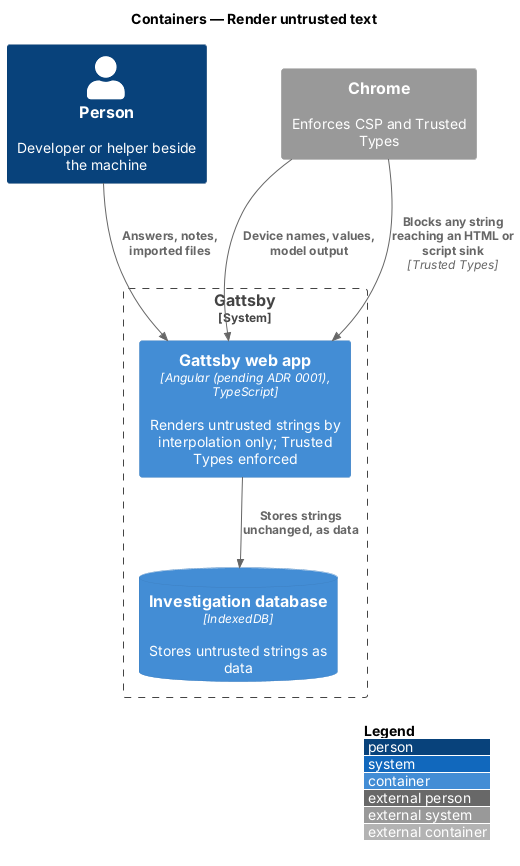 Containers — Render untrusted text
Person
Developer or helper beside
the machine
Chrome
Enforces CSP and Trusted
Types
Answers, notes,
imported files
Device names, values,
model output
Blocks any string
reaching an HTML or
script sink
[Trusted Types]
Gattsby
[System]
Gattsby web app
[Angular (pending ADR 0001),
TypeScript]
Renders untrusted strings by
interpolation only; Trusted
Types enforced
Stores strings
unchanged, as data
Investigation database
[IndexedDB]
Stores untrusted strings as
data
Legend
person
system
container
external person
external system
external container